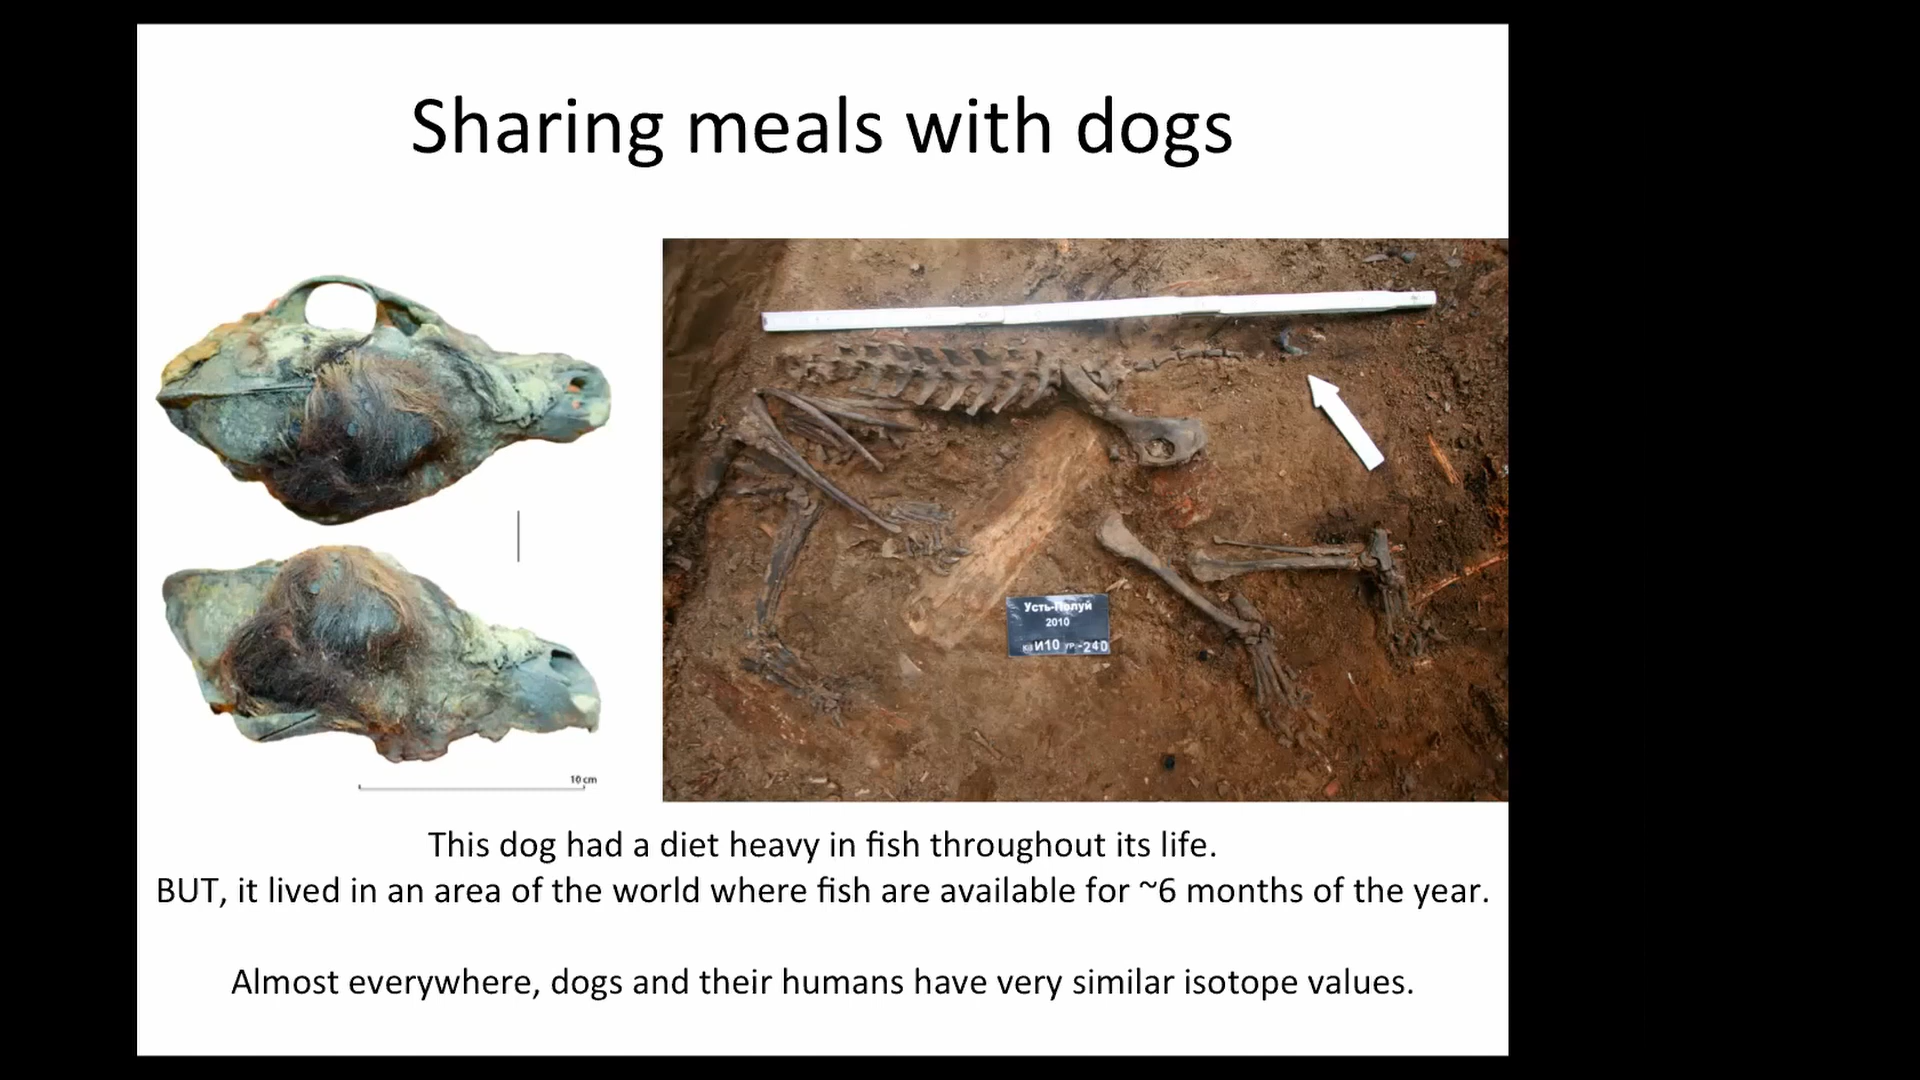 Sharing meals with dogs
Усть-Полуй
2010
Кв И10 ур.-240
10 cm
This dog had a diet heavy in fish throughout its life.
BUT, it lived in an area of the world where fish are available for ~6 months of the year.
Almost everywhere, dogs and their humans have very similar isotope values.